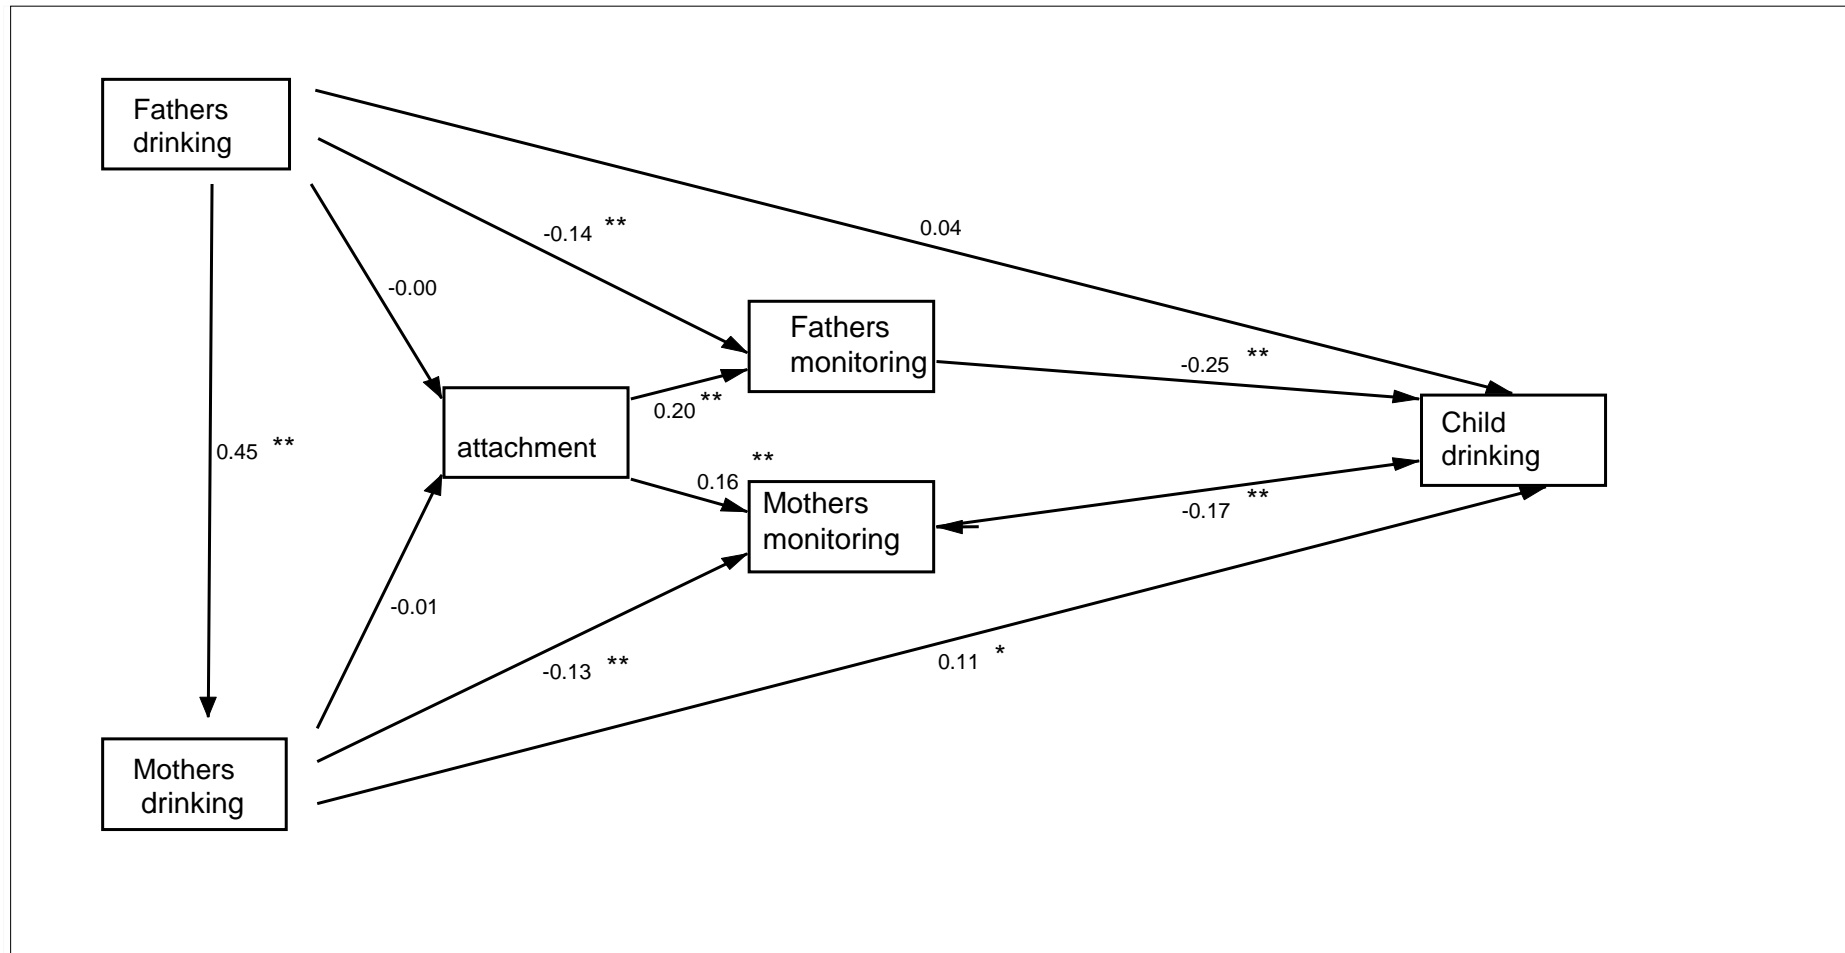 Fathers
drinking
0.04
-0.14 **
-0.00
Fathers
monitoring
-0.25 **
0.20 **
Child
drinking
attachment
0.45 **
0.16 **
Mothers
monitoring
-0.17 **
-0.01
-0.13 **
0.11 *
Mothers
drinking